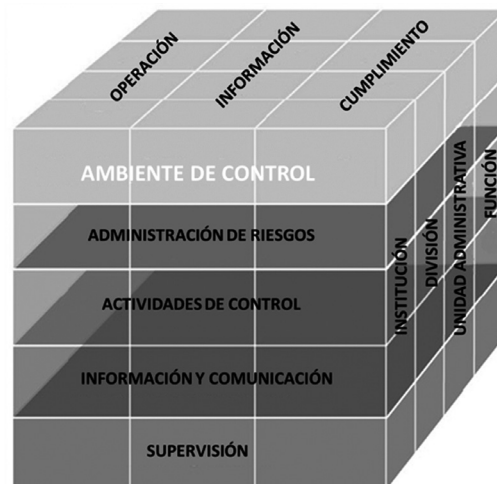 OPERACIÓN
INFORMACIÓN
CUMPLIMIENTO
AMBIENTE DE CONTROL
ADMINISTRACIÓN DE RIESGOS
ACTIVIDADES DE CONTROL
INFORMACIÓN Y COMUNICACIÓN
SUPERVISIÓN
INSTITUCIÓN
DIVISIÓN
UNIDAD ADMINISTRATIVA
FUNCIÓN